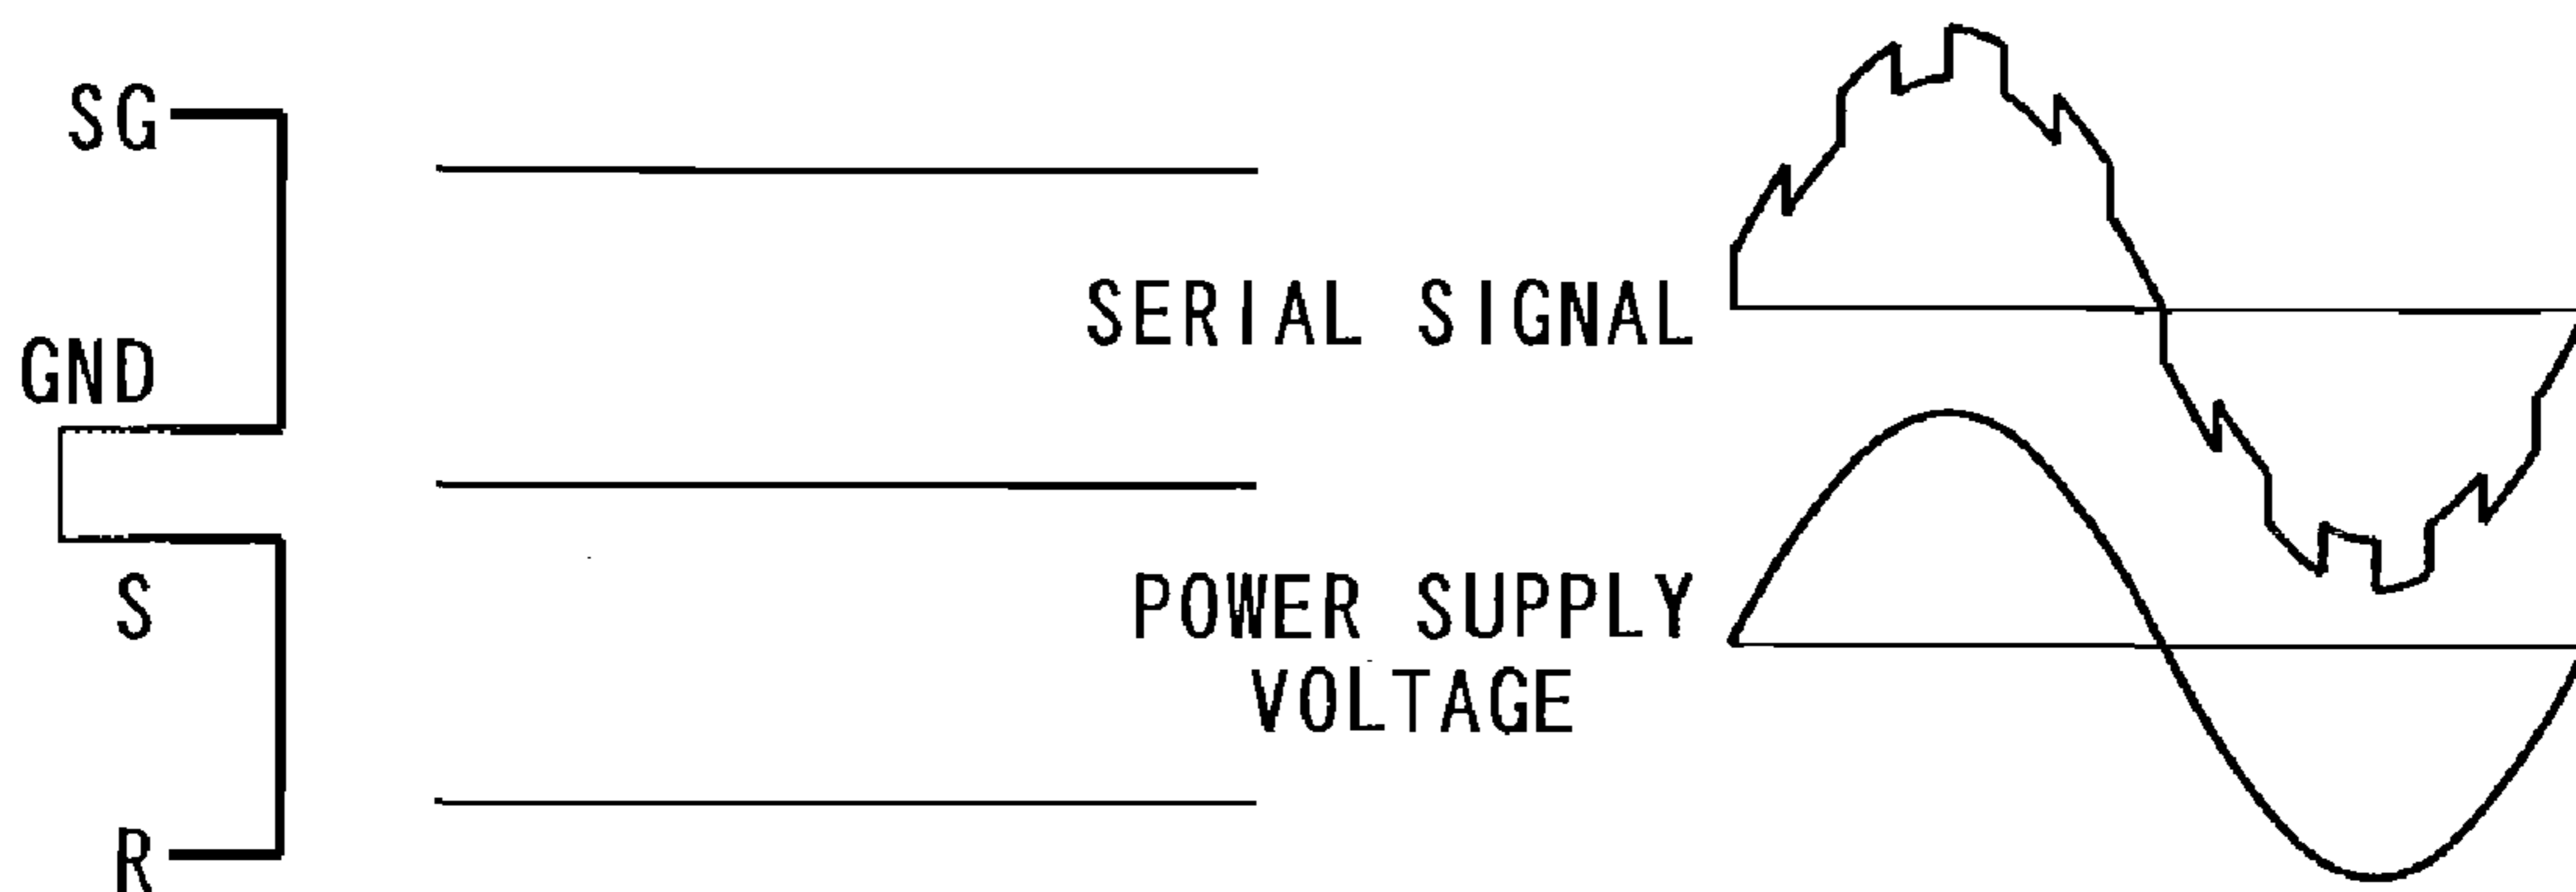 SG
SERIAL SIGNAL
GND
S
POWER SUPPLY
VOLTAGE
R